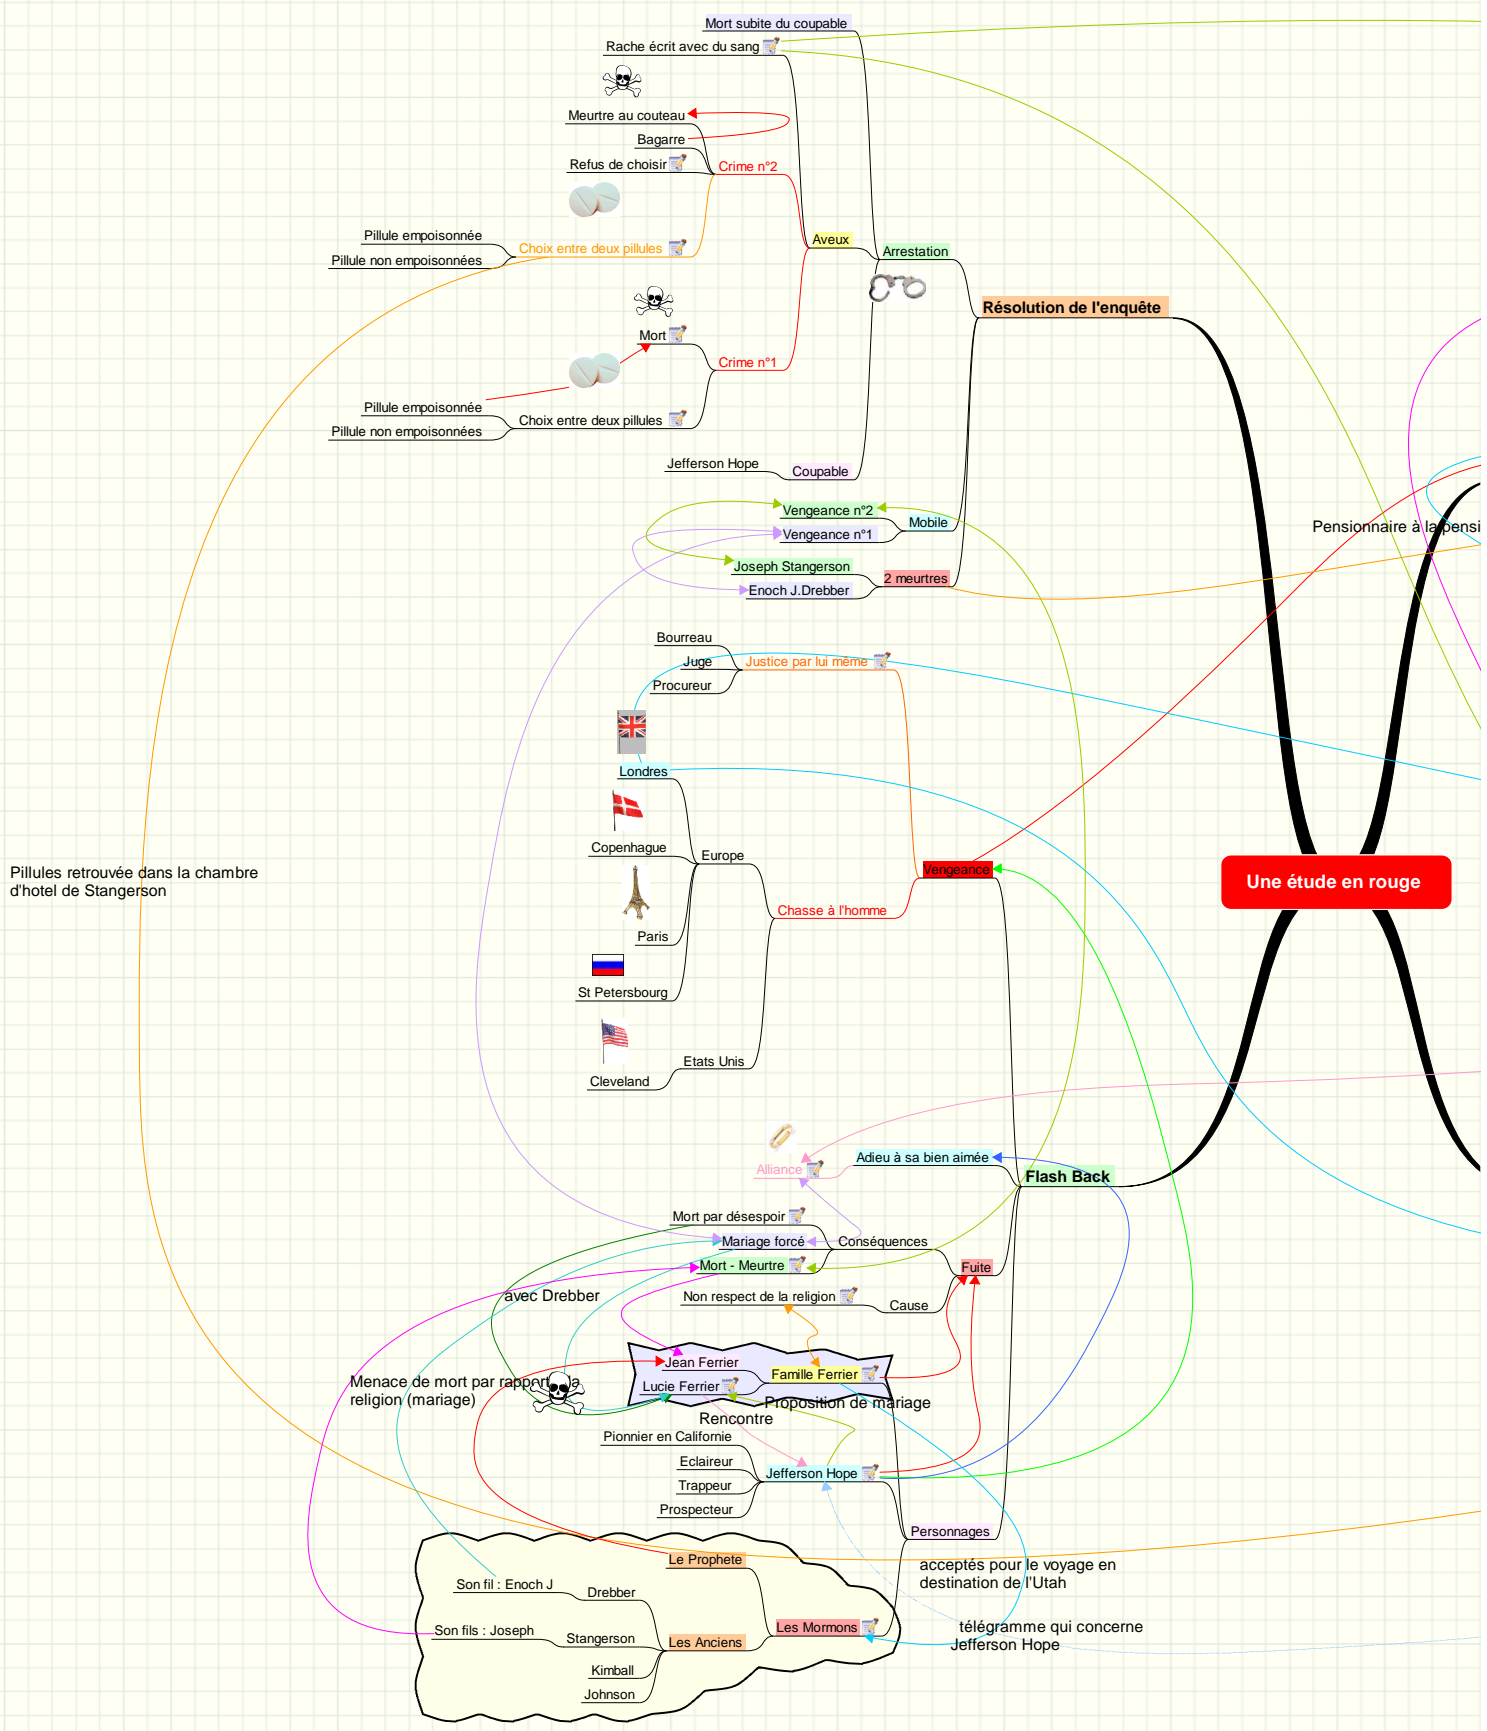 Mort subite du coupable
Rache écrit avec du sang
Meurtre au couteau
Bagarre
Refus de choisir
Crime n°2
Pillule empoisonnée
Choix entre deux pillules
Pillule non empoisonnées
Aveux
Arrestation
Résolution de l'enquête
Mort
Crime n°1
Pillule empoisonnée
Choix entre deux pillules
Pillule non empoisonnées
Jefferson Hope
Coupable
Vengeance n°2
Mobile
Vengeance n°1
Pensionnaire à la pensi
Joseph Stangerson
2 meurtres
Enoch J.Drebber
Bourreau
Juge
Justice par lui même
Procureur
Londres
Copenhague
Europe
Vengeance
Pillules retrouvée dans la chambre
d'hotel de Stangerson
Une étude en rouge
Chasse à l'homme
Paris
St Petersbourg
Etats Unis
Cleveland
Adieu à sa bien aimée
Alliance
Flash Back
Mort par désespoir
Mariage forcé
Conséquences
Mort - Meurtre
Fuite
avec Drebber
Non respect de la religion
Cause
Jean Ferrier
Famille Ferrier
Lucie Ferrier
Menace de mort par rapport à la
religion (mariage)
Proposition de mariage
Rencontre
Pionnier en Californie
Eclaireur
Jefferson Hope
Trappeur
Prospecteur
Personnages
Le Prophete
acceptés pour le voyage en
destination de l'Utah
Son fil : Enoch J
Drebber
Son fils : Joseph
Stangerson
Les Anciens
Les Mormons
télégramme qui concerne
Jefferson Hope
Kimball
Johnson